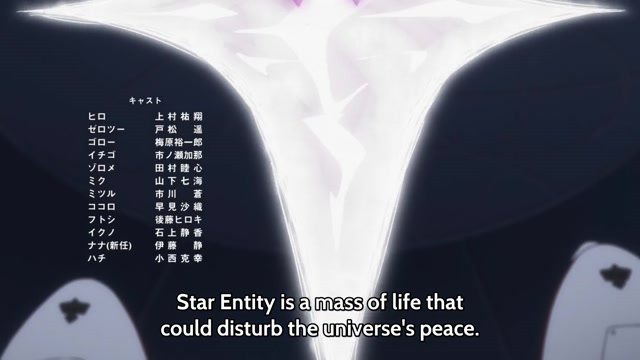 キャスト
ヒロ 上村祐翔
ゼロツー 戸松遥
ゴロー 梅原裕一郎
イチゴ 市ノ瀬加那
ゾロメ 田村睦心
ミク 山下七海
ミツル 市川蒼
ココロ 早見沙織
フトシ 後藤ヒロキ
イクノ 石上静香
ナナ(新任) 伊藤静
ハチ 小西克幸
Star Entity is a mass of life that
could disturb the universe's peace.